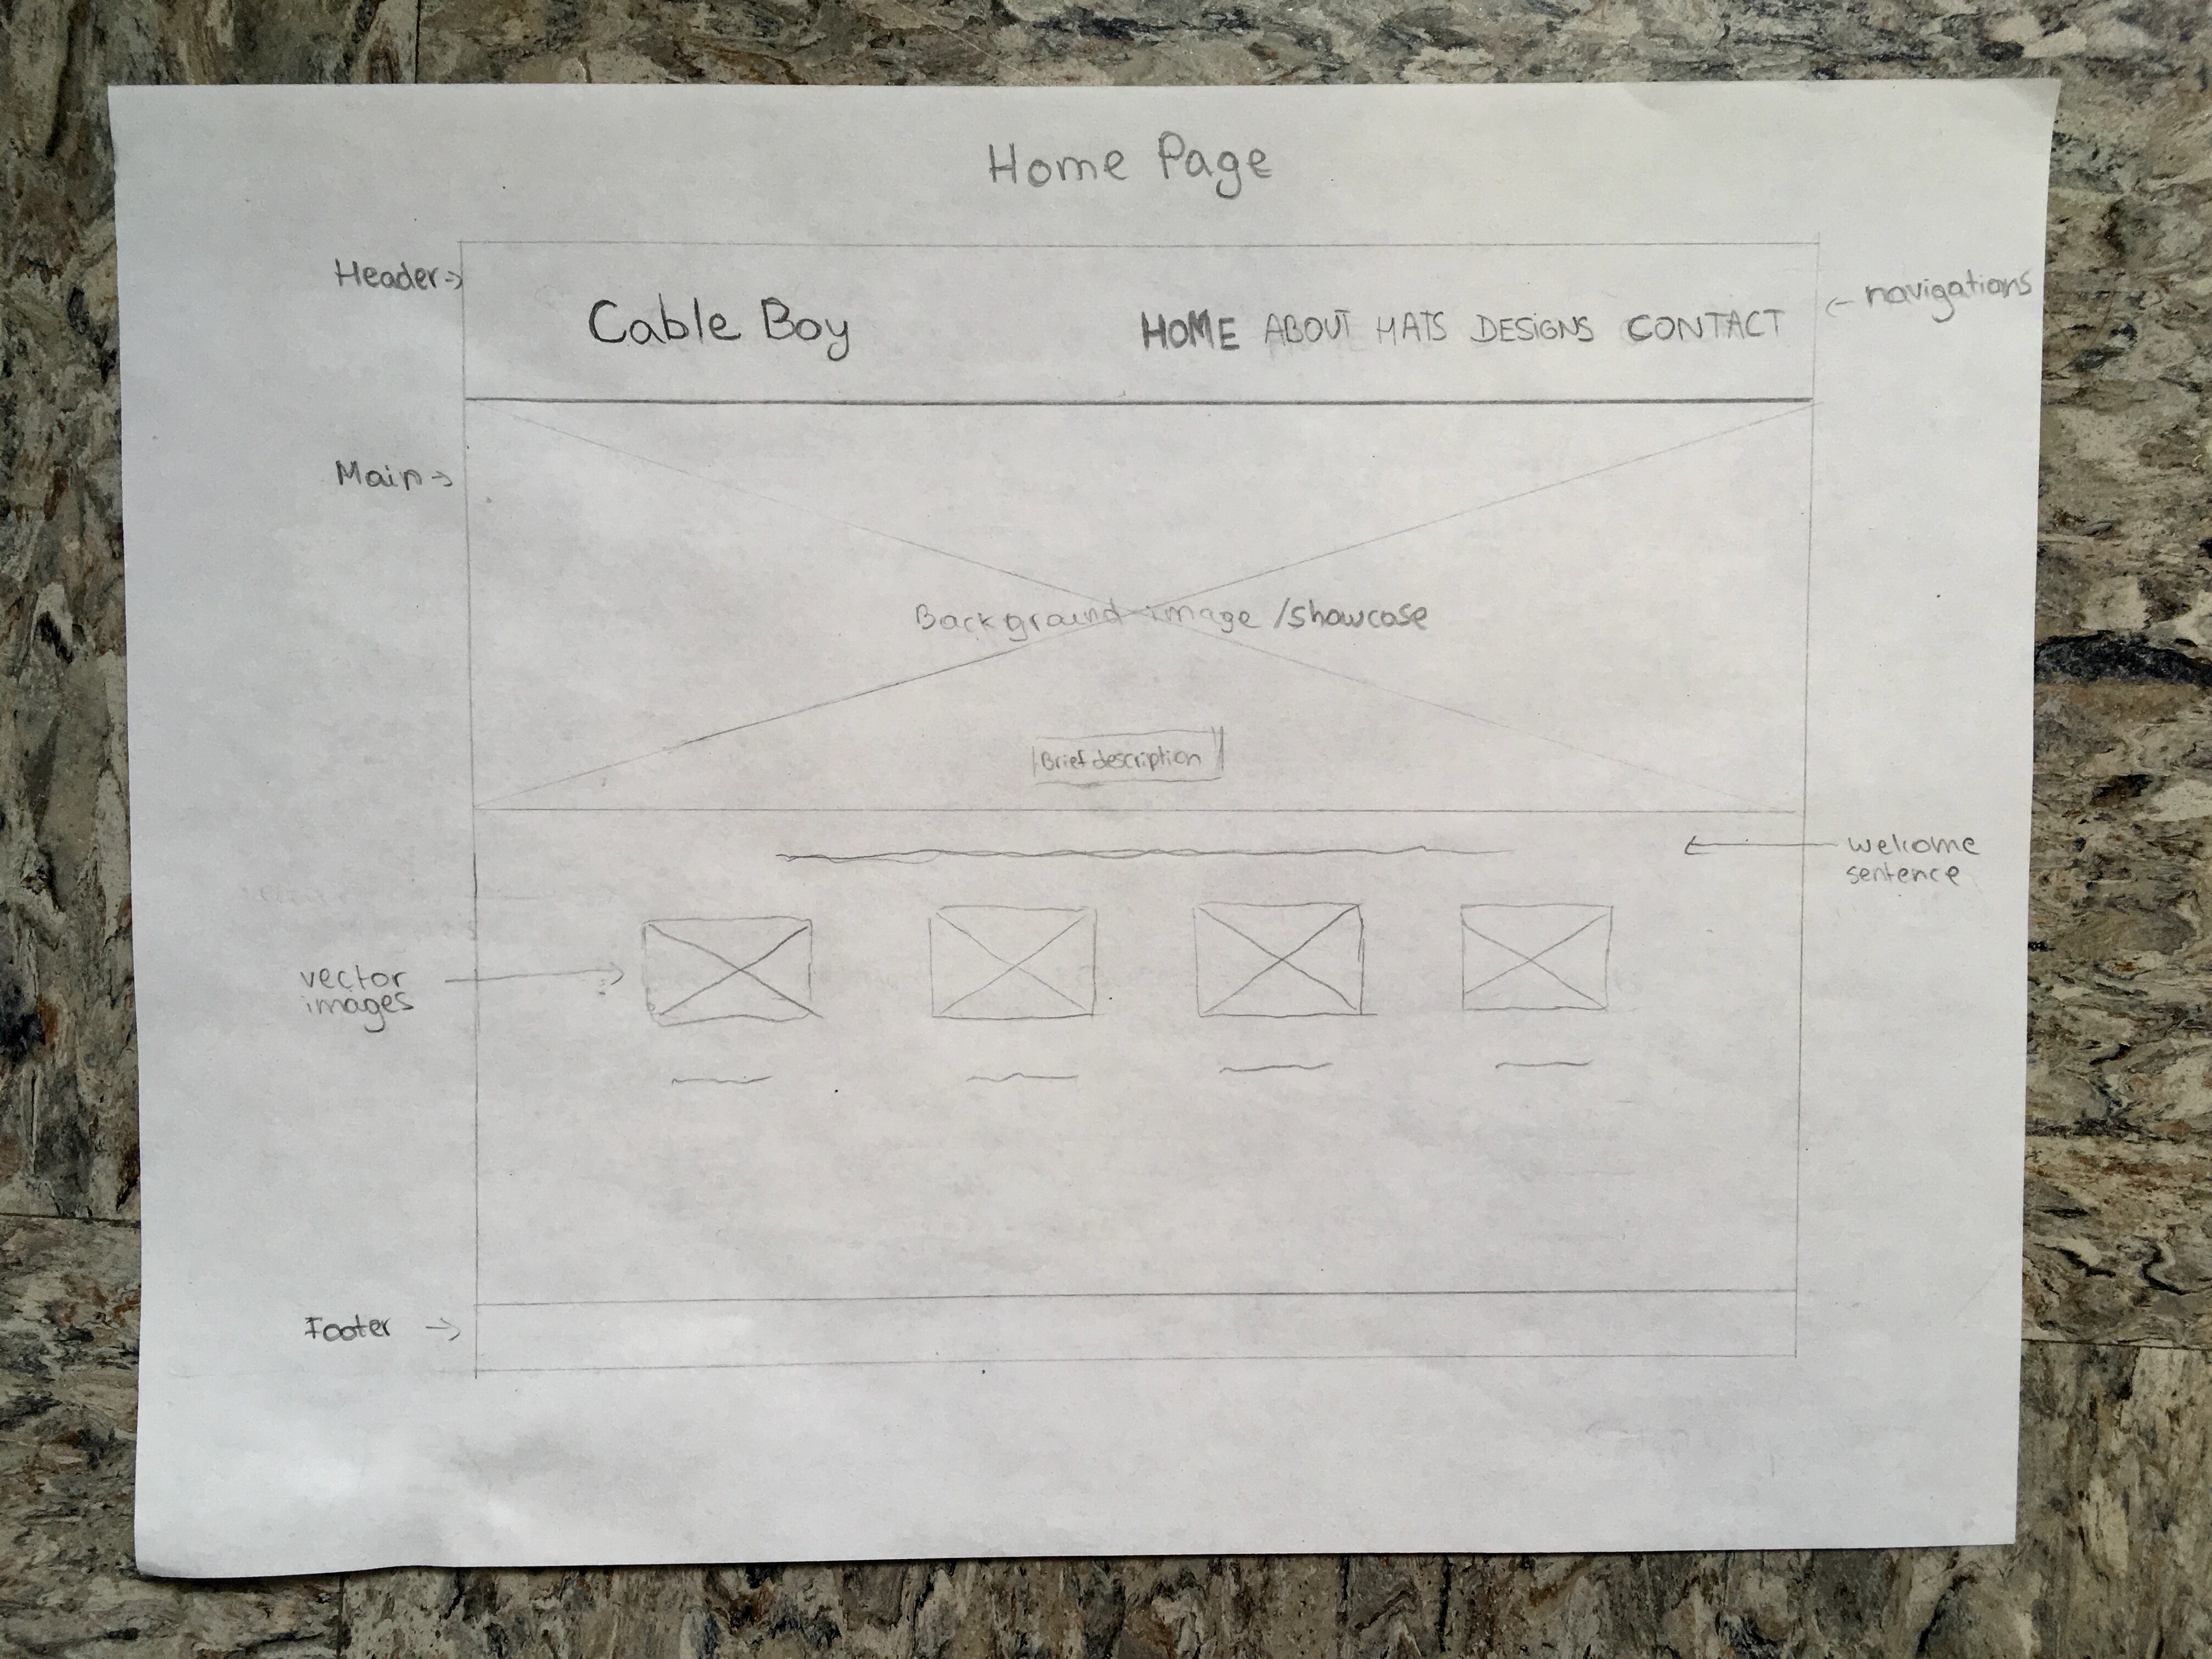 Home Page
Header
Cable Boy
HOME ABOUT MATS DESIGNS CONTACT
navigations
Main
Background image /showcase
Brief description
welcome
sentence
vector
images
Footer